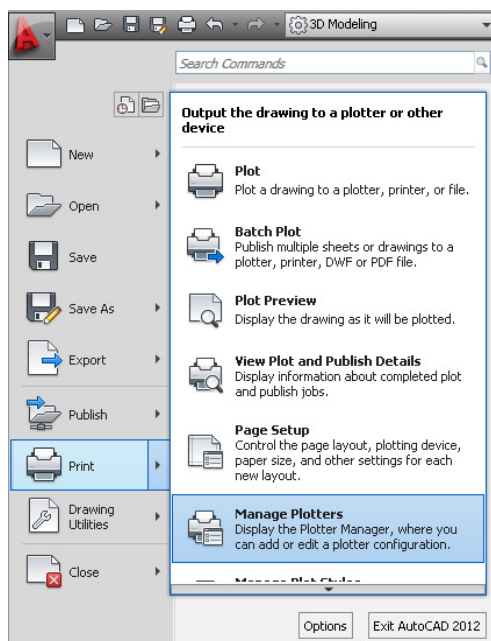 3D Modeling
Search Commands
Output the drawing to a plotter or other
device
New
Open
Save
Save As
Export
Publish
Print
Drawing
Utilities
Close
Plot
Plot a drawing to a plotter, printer, or file.
Batch Plot
Publish multiple sheets or drawings to a
plotter, printer, DWF or PDF file.
Plot Preview
Display the drawing as it will be plotted.
View Plot and Publish Details
Display information about completed plot
and publish jobs.
Page Setup
Control the page layout, plotting device,
paper size, and other settings for each
new layout.
Manage Plotters
Display the Plotter Manager, where you
can add or edit a plotter configuration.
Manage Plot Styles
Options
Exit AutoCAD 2012